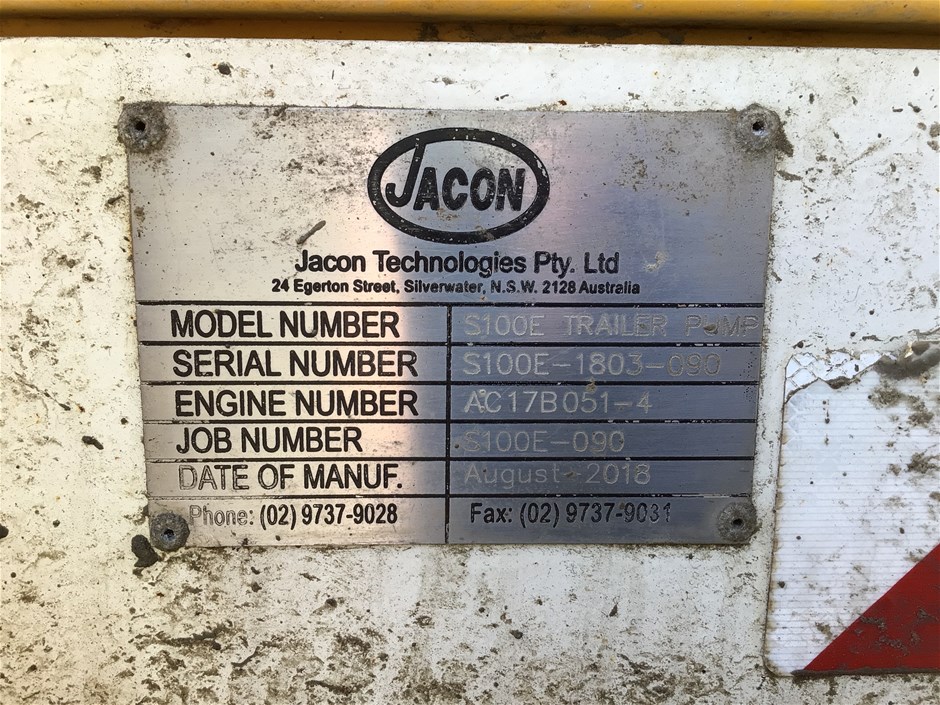 JACON
Jacon Technologies Pty. Ltd
24 Egerton Street, Silverwater, N.S.W. 2128 Australia
MODEL NUMBER S100E TRAILER PUMP
SERIAL NUMBER S100E-1803-090
ENGINE NUMBER AC17B051-4
JOB NUMBER S100E-090
DATE OF MANUF. August-2018
Phone: (02) 9737-9028 Fax: (02) 9737-9031